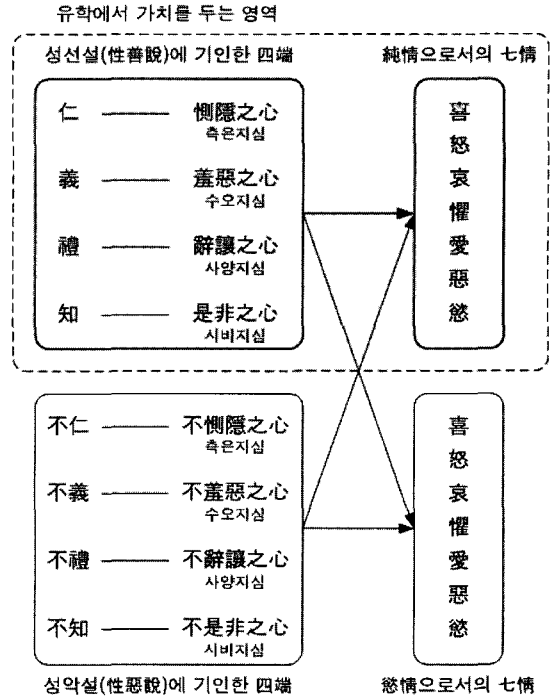 유학에서 가치를 두는 영역
성선설(性善說)에 기인한 四端
仁 惻隱之心
측은지심
義 羞惡之心
수오지심
禮 辭讓之心
사양지심
知 是非之心
시비지심
純情으로서의 七情
喜
怒
哀
懼
愛
惡
慾
不仁 不惻隱之心
측은지심
不義 不羞惡之心
수오지심
不禮 不辭讓之心
사양지심
不知 不是非之心
시비지심
성악설(性惡說)에 기인한 四端
喜
怒
哀
懼
愛
惡
慾
慾情으로서의 七情